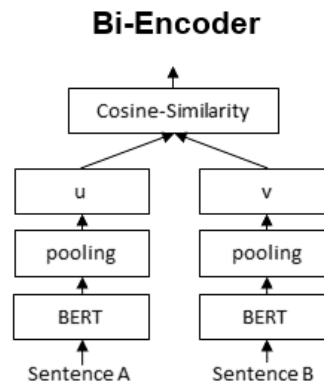 Bi-Encoder
Cosine-Similarity
u v
pooling pooling
BERT BERT
Sentence A Sentence B